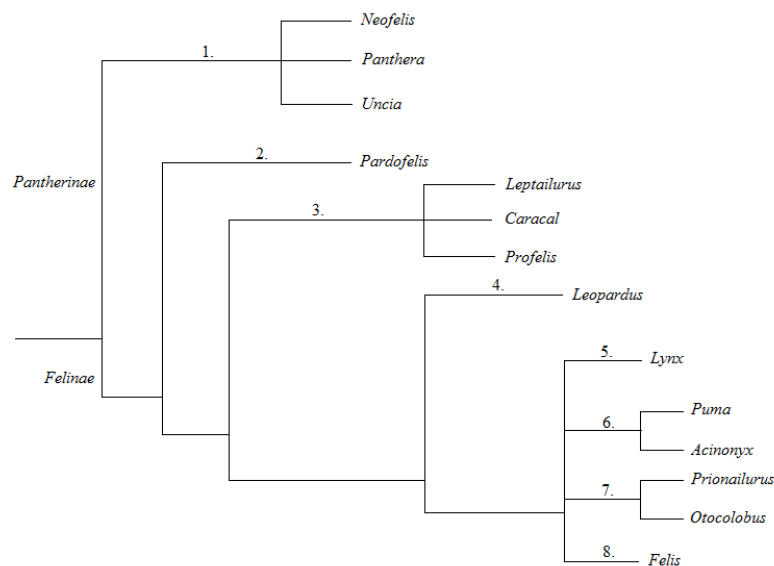 Neofelis
1.
Panthera
Uncia
2.
Pardofelis
Pantherinae
Leptailurus
3.
Caracal
Profelis
4.
Leopardus
5.
Lynx
Felinae
Puma
6.
Acinonyx
Prionailurus
7.
Otocolobus
8.
Felis